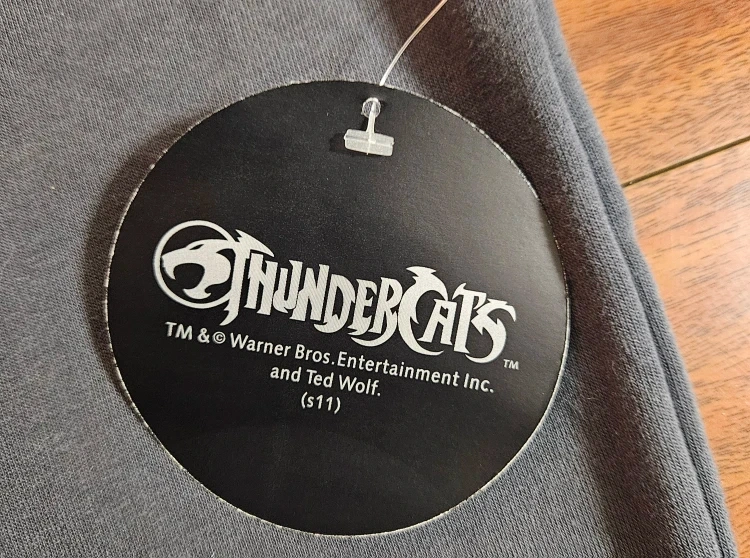 THUNDERCATS TM
TM & © Warner Bros. Entertainment Inc.
and Ted Wolf.
(s11)